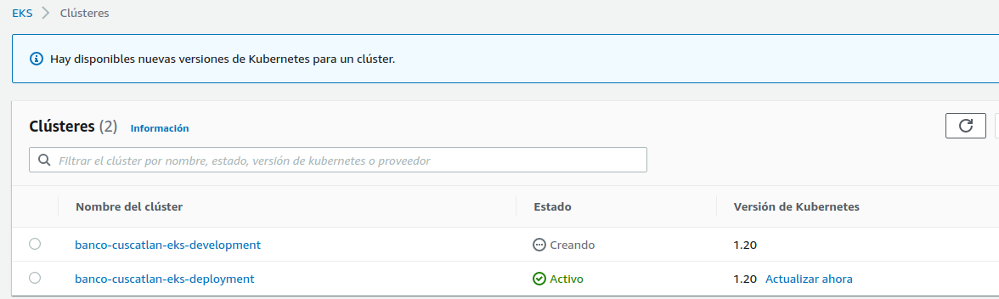 EKS > Clústeres
Hay disponibles nuevas versiones de Kubernetes para un clúster.
Clústeres (2) Información
Filtrar el clúster por nombre, estado, versión de kubernetes o proveedor
Nombre del clúster Estado Versión de Kubernetes
banco-cuscatlan-eks-development Creando 1.20
banco-cuscatlan-eks-deployment Activo 1.20 Actualizar ahora